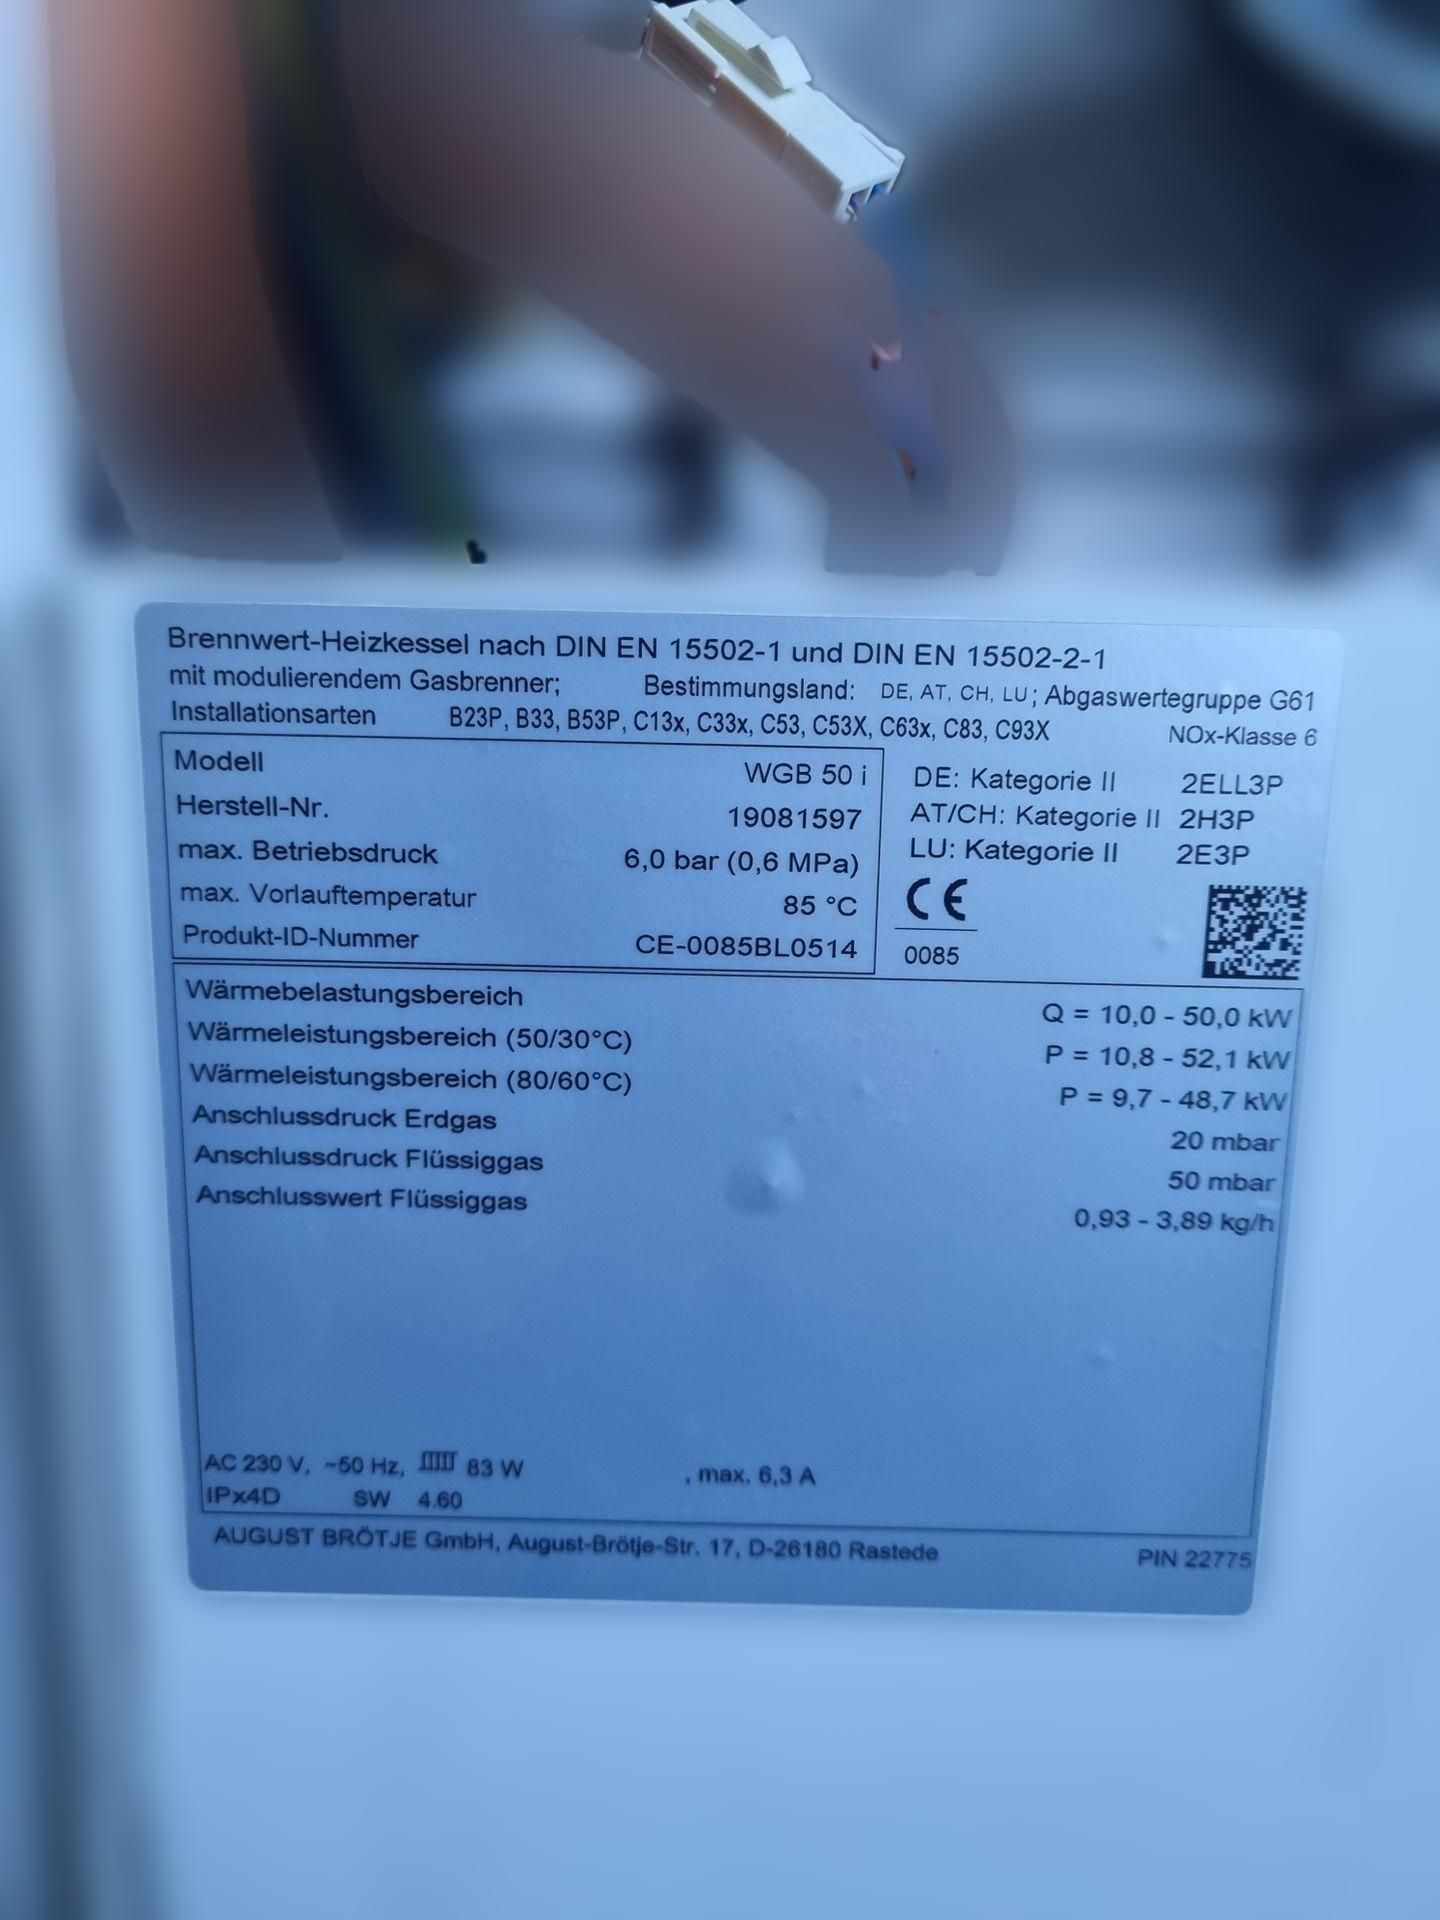 Brennwert-Heizkessel nach DIN EN 15502-1 und DIN EN 15502-2-1
mit modulierendem Gasbrenner; Bestimmungsland: DE, AT, CH, LU; Abgaswertegruppe G61
Installationsarten B23P, B33, B53P, C13x, C33x, C53, C53X, C63x, C83, C93X NOx-Klasse 6
Modell WGB 50 i
Herstell-Nr. 19081597
max. Betriebsdruck 6,0 bar (0,6 MPa)
max. Vorlauftemperatur 85 °C
Produkt-ID-Nummer CE-0085BL0514
DE: Kategorie II 2ELL3P
AT/CH: Kategorie II 2H3P
LU: Kategorie II 2E3P
CE
0085
Wärmebelastungsbereich Q = 10,0 - 50,0 kW
Wärmeleistungsbereich (50/30°C) P = 10,8 - 52,1 kW
Wärmeleistungsbereich (80/60°C) P = 9,7 - 48,7 kW
Anschlussdruck Erdgas 20 mbar
Anschlussdruck Flüssiggas 50 mbar
Anschlusswert Flüssiggas 0,93 - 3,89 kg/h
AC 230 V, ~50 Hz, 83 W , max. 6,3 A
IPx4D SW 4.60
AUGUST BRÖTJE GmbH, August-Brötje-Str. 17, D-26180 Rastede PIN 22775